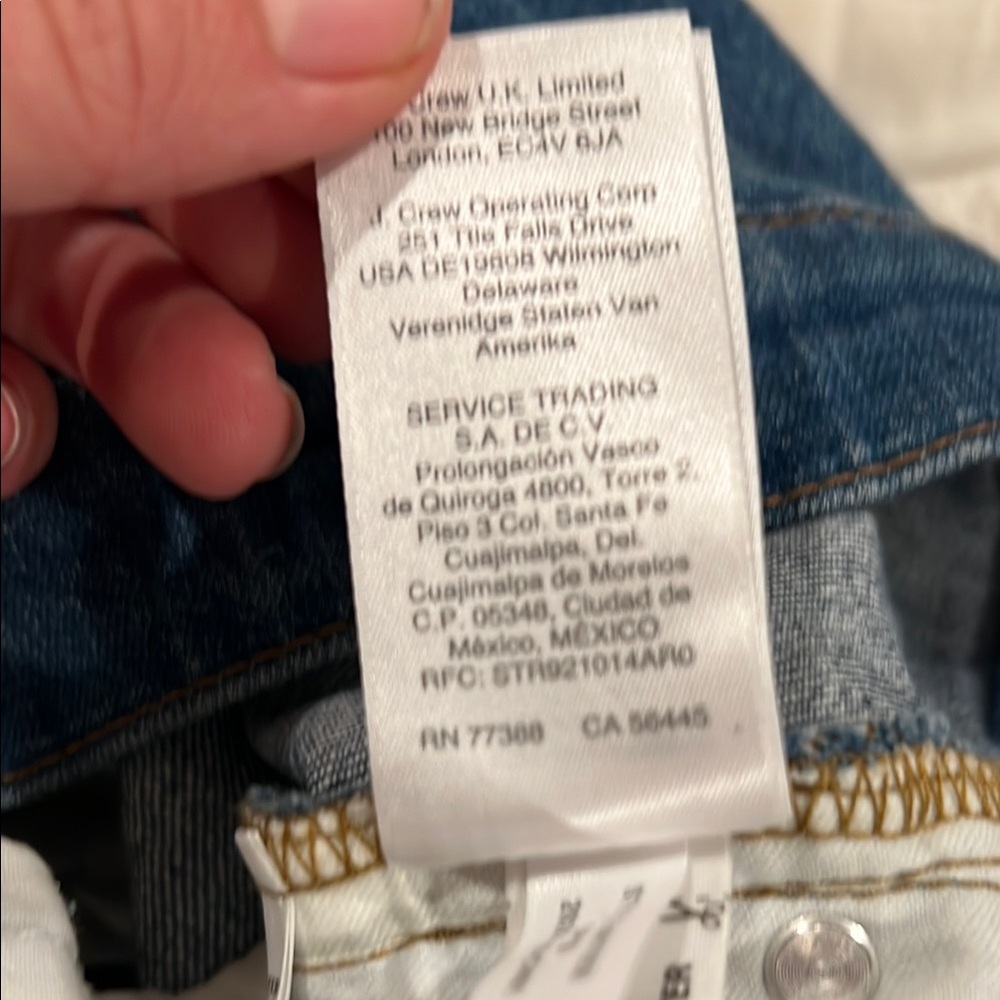 Crew U.K. Limited
100 New Bridge Street
London, EC4V 6JA
J. Crew Operating Corp
251 Little Falls Drive
USA DE19808 Wilmington
Delaware
Verenidge Staten Van
Amerika
SERVICE TRADING
S.A. DE C.V.
Prolongación Vasco
de Quiroga 4800, Torre 2,
Piso 3 Col. Santa Fe
Cuajimalpa, Del.
Cuajimalpa de Morelos
C.P. 05348, Ciudad de
México, MÉXICO
RFC: STR921014AR0
RN 77388 CA 56445